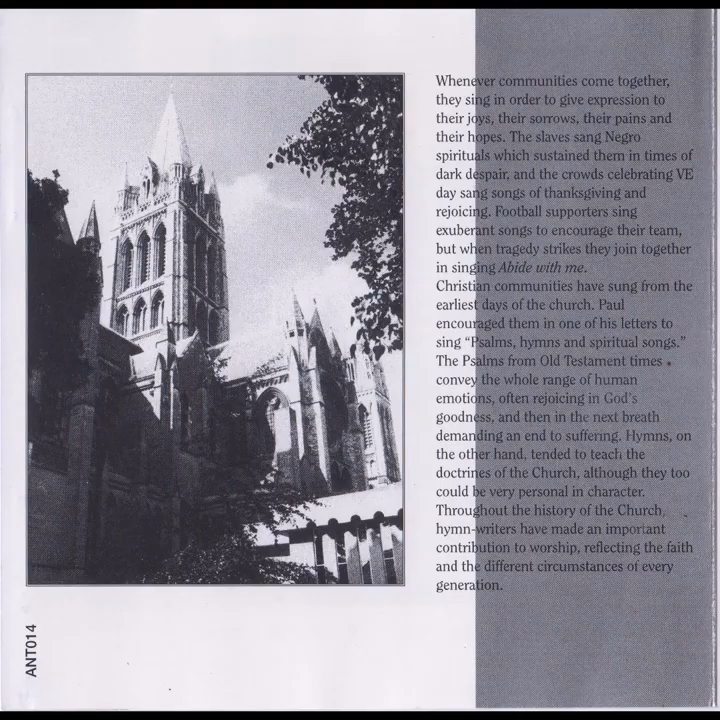 Whenever communities come together,
they sing in order to give expression to
their joys, their sorrows, their pains and
their hopes. The slaves sang Negro
spirituals which sustained them in times of
dark despair, and the crowds celebrating VE
day sang songs of thanksgiving and
rejoicing. Football supporters sing
exuberant songs to encourage their team,
but when tragedy strikes they join together
in singing Abide with me.
Christian communities have sung from the
earliest days of the church. Paul
encouraged them in one of his letters to
sing “Psalms, hymns and spiritual songs.”
The Psalms from Old Testament times
convey the whole range of human
emotions, often rejoicing in God's
goodness, and then in the next breath
demanding an end to suffering. Hymns, on
the other hand, tended to teach the
doctrines of the Church, although they too
could be very personal in character.
Throughout the history of the Church,
hymn-writers have made an important
contribution to worship, reflecting the faith
and the different circumstances of every
generation.
ANT014